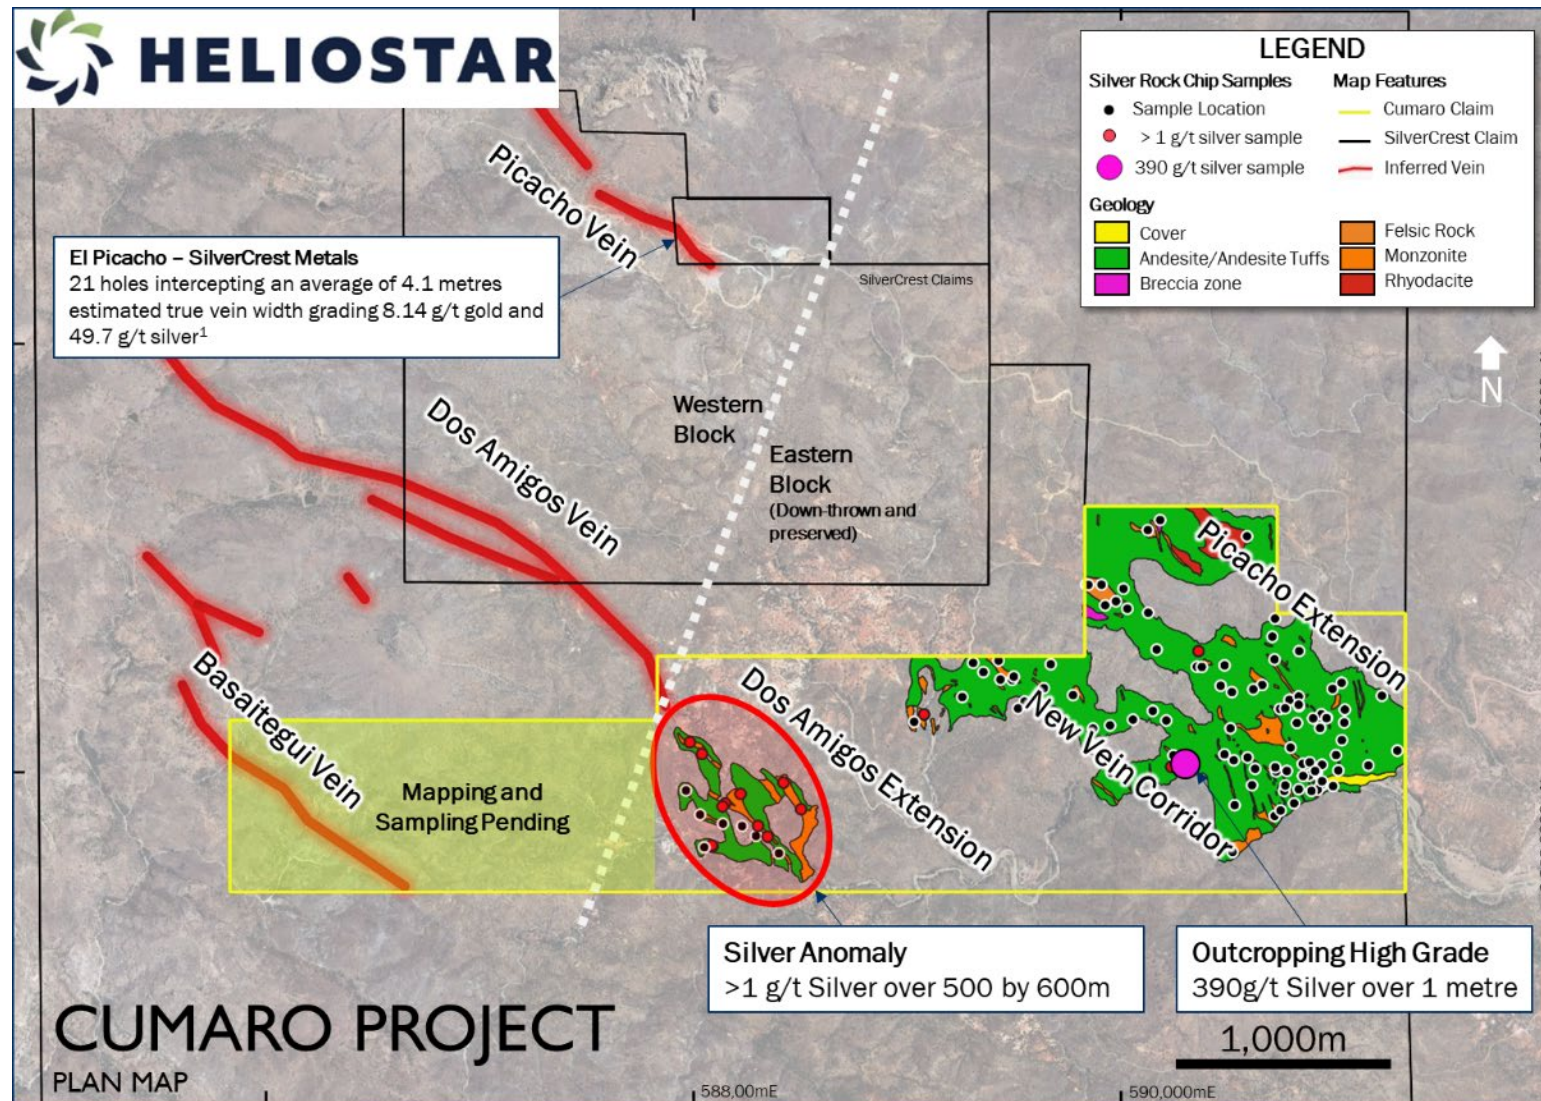 HELIOSTAR
LEGEND
Silver Rock Chip Samples
Sample Location
> 1 g/t silver sample
390 g/t silver sample
Map Features
Cumaro Claim
SilverCrest Claim
Inferred Vein
Geology
Cover
Andesite/Andesite Tuffs
Breccia zone
Felsic Rock
Monzonite
Rhyodacite
N
Picacho Vein
El Picacho – SilverCrest Metals
21 holes intercepting an average of 4.1 metres
estimated true vein width grading 8.14 g/t gold and
49.7 g/t silver¹
SilverCrest Claims
Dos Amigos Vein
Western
Block
Eastern
Block
(Down-thrown and
preserved)
Picacho Extension
Basaitegui Vein
Mapping and
Sampling Pending
Dos Amigos Extension
New Vein Corridor
Silver Anomaly
>1 g/t Silver over 500 by 600m
Outcropping High Grade
390g/t Silver over 1 metre
CUMARO PROJECT
PLAN MAP
1,000m
588,00mE
590,000mE